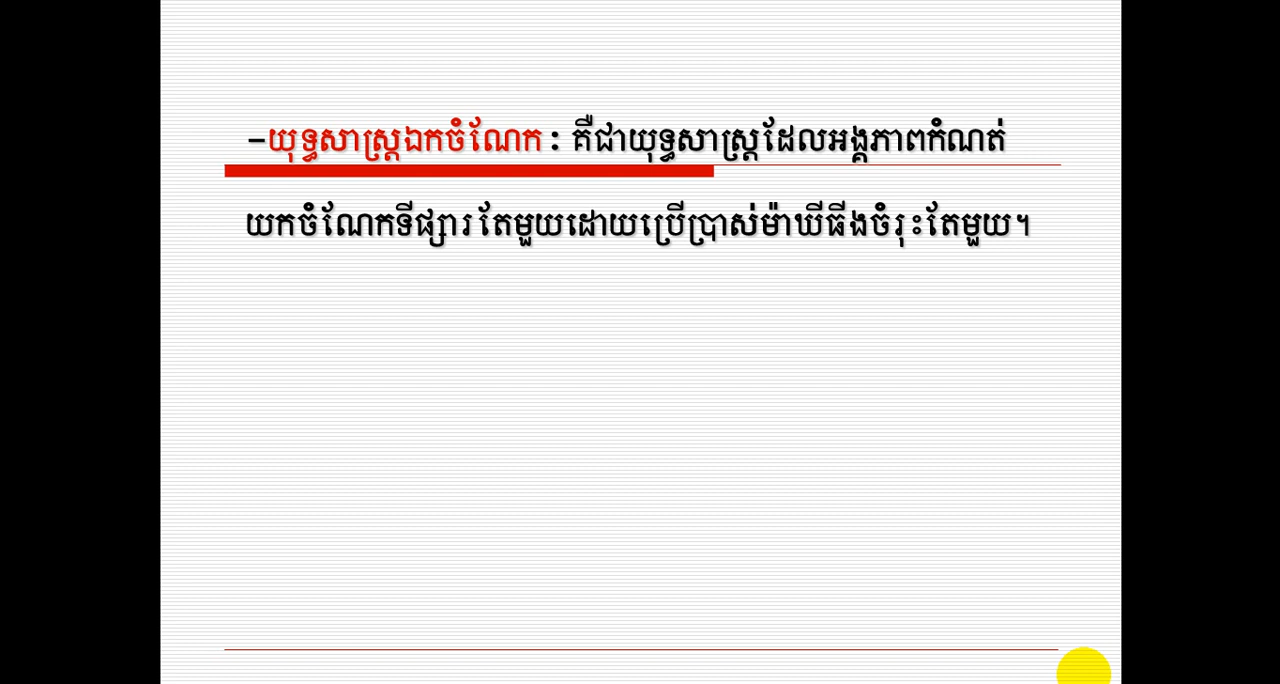 –យុទ្ធសាស្រ្តឯកចំណែក : គឺជាយុទ្ធសាស្រ្តដែលអង្គភាពកំណត់
យកចំណែកទីផ្សារ តែមួយដោយប្រើប្រាស់ម៉ាឃីធីងចំរុះតែមួយ។